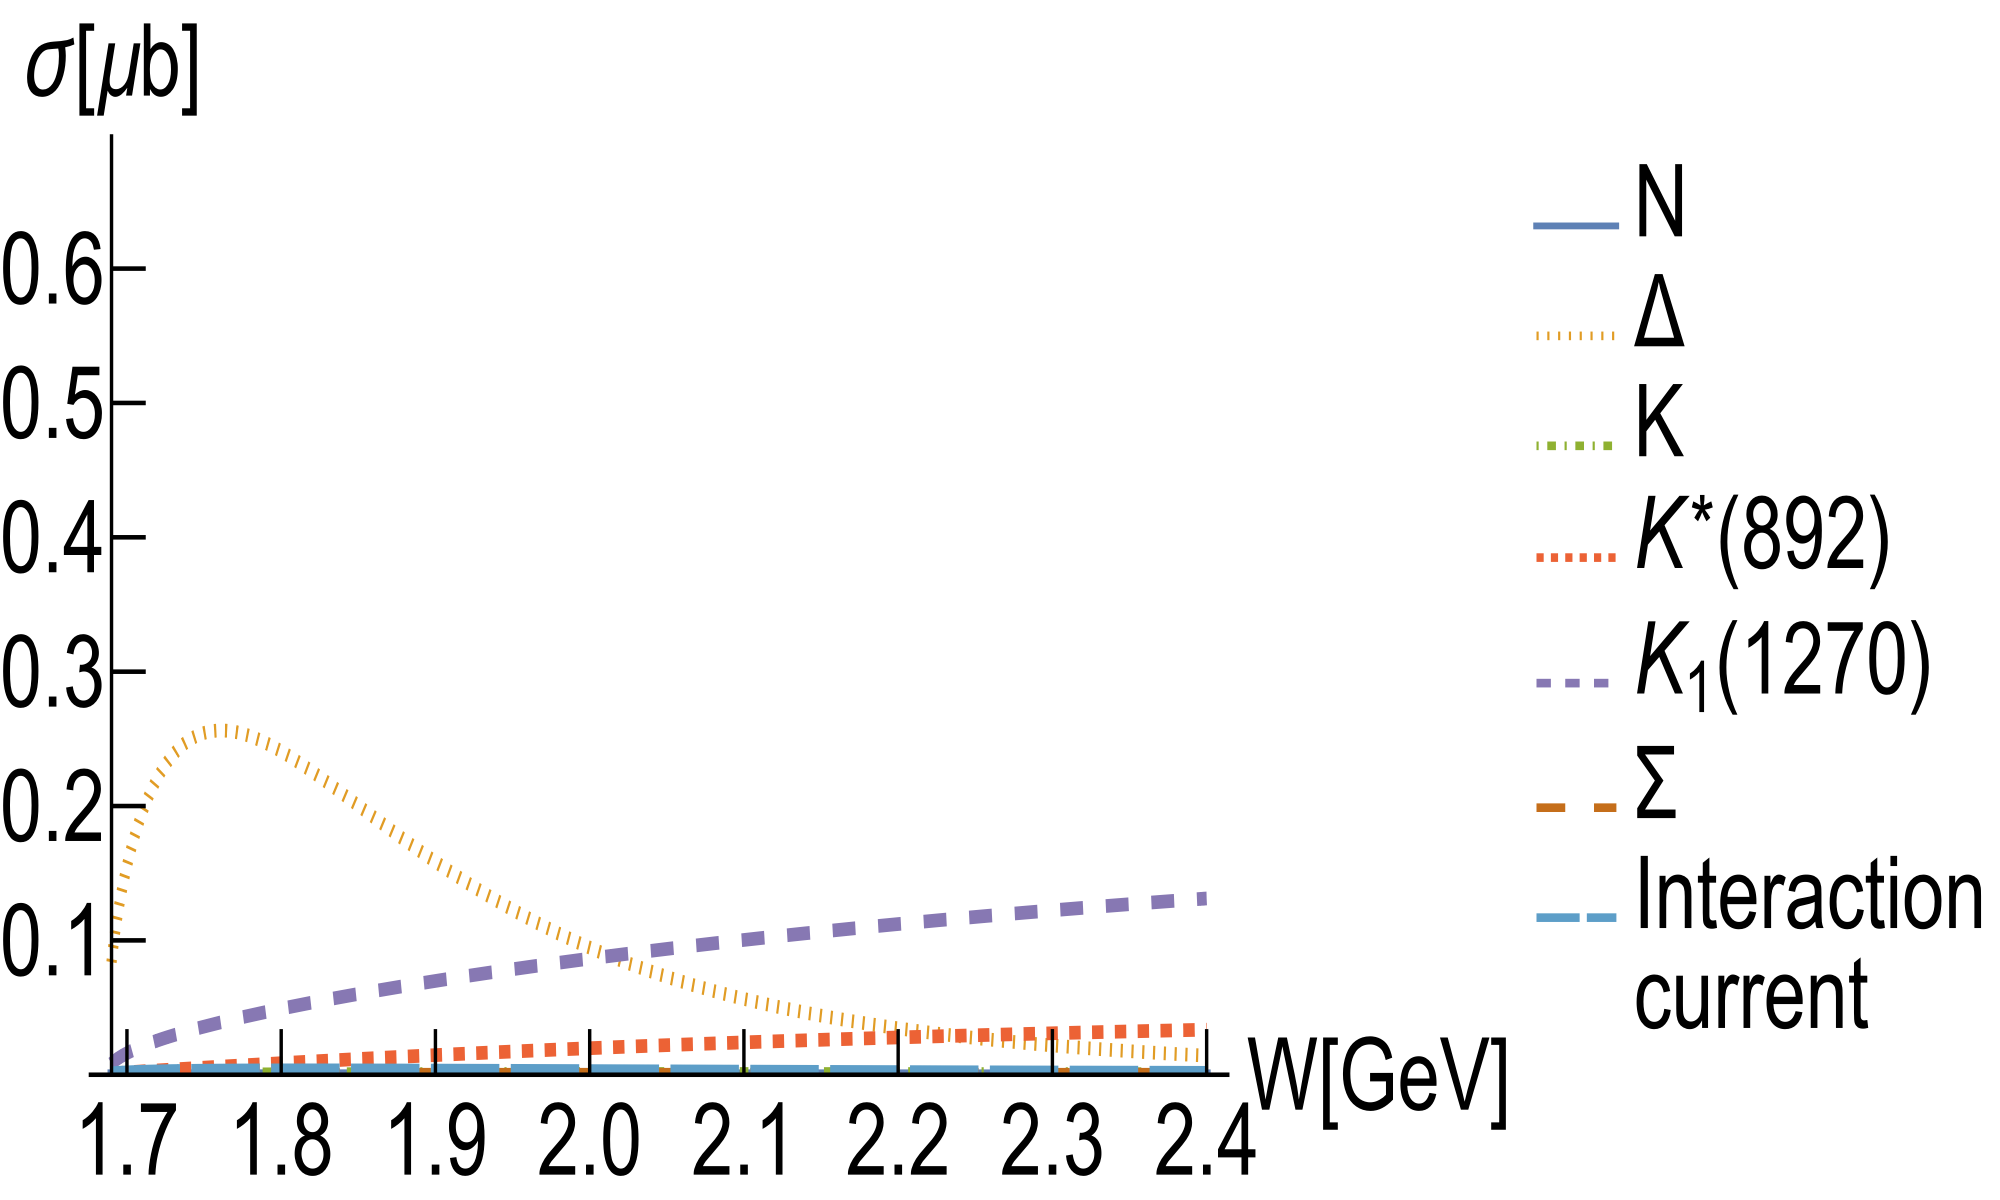 σ[μb]
0.6
0.5
0.4
0.3
0.2
0.1
1.7 1.8 1.9 2.0 2.1 2.2 2.3 2.4
W[GeV]
N
Δ
K
K*(892)
K₁(1270)
Σ
Interaction
current